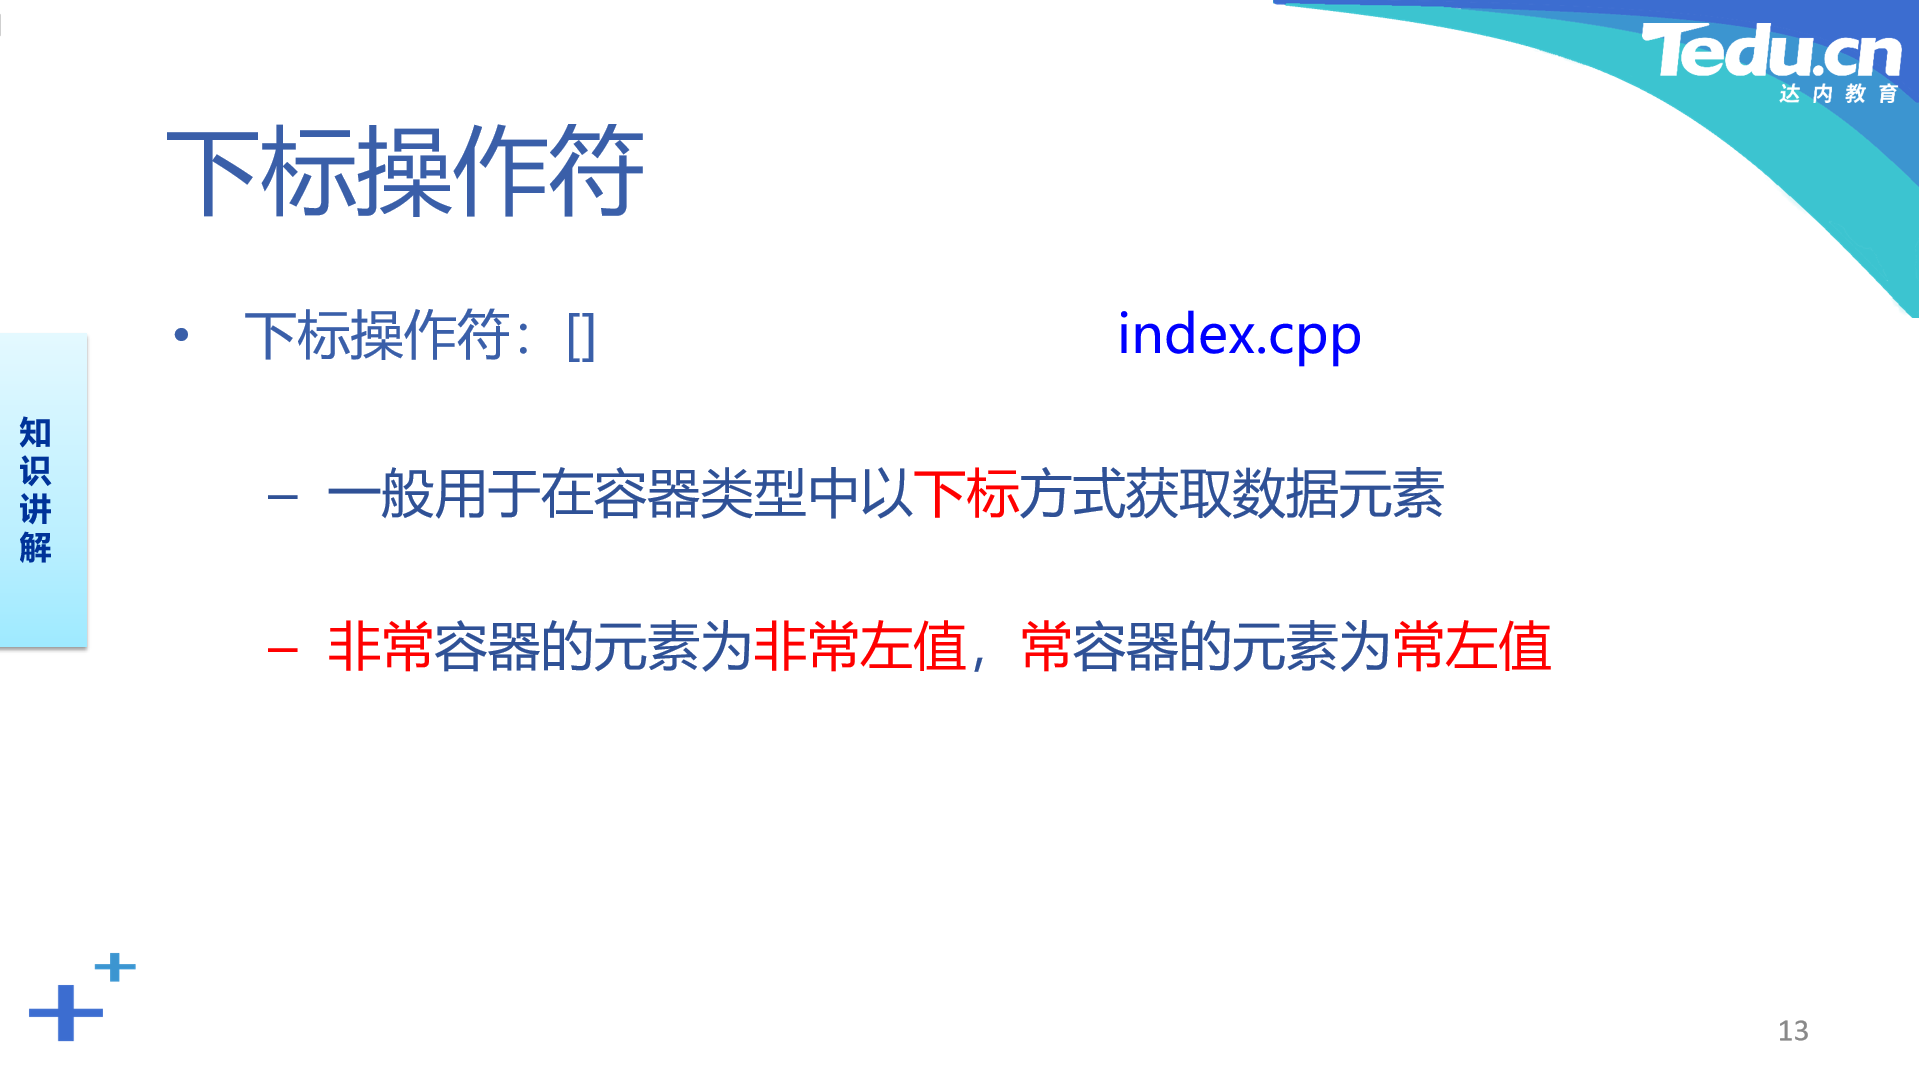 Tedu.cn
达内教育
下标操作符
• 下标操作符：[] index.cpp
知识讲解
– 一般用于在容器类型中以下标方式获取数据元素
– 非常容器的元素为非常左值，常容器的元素为常左值
13